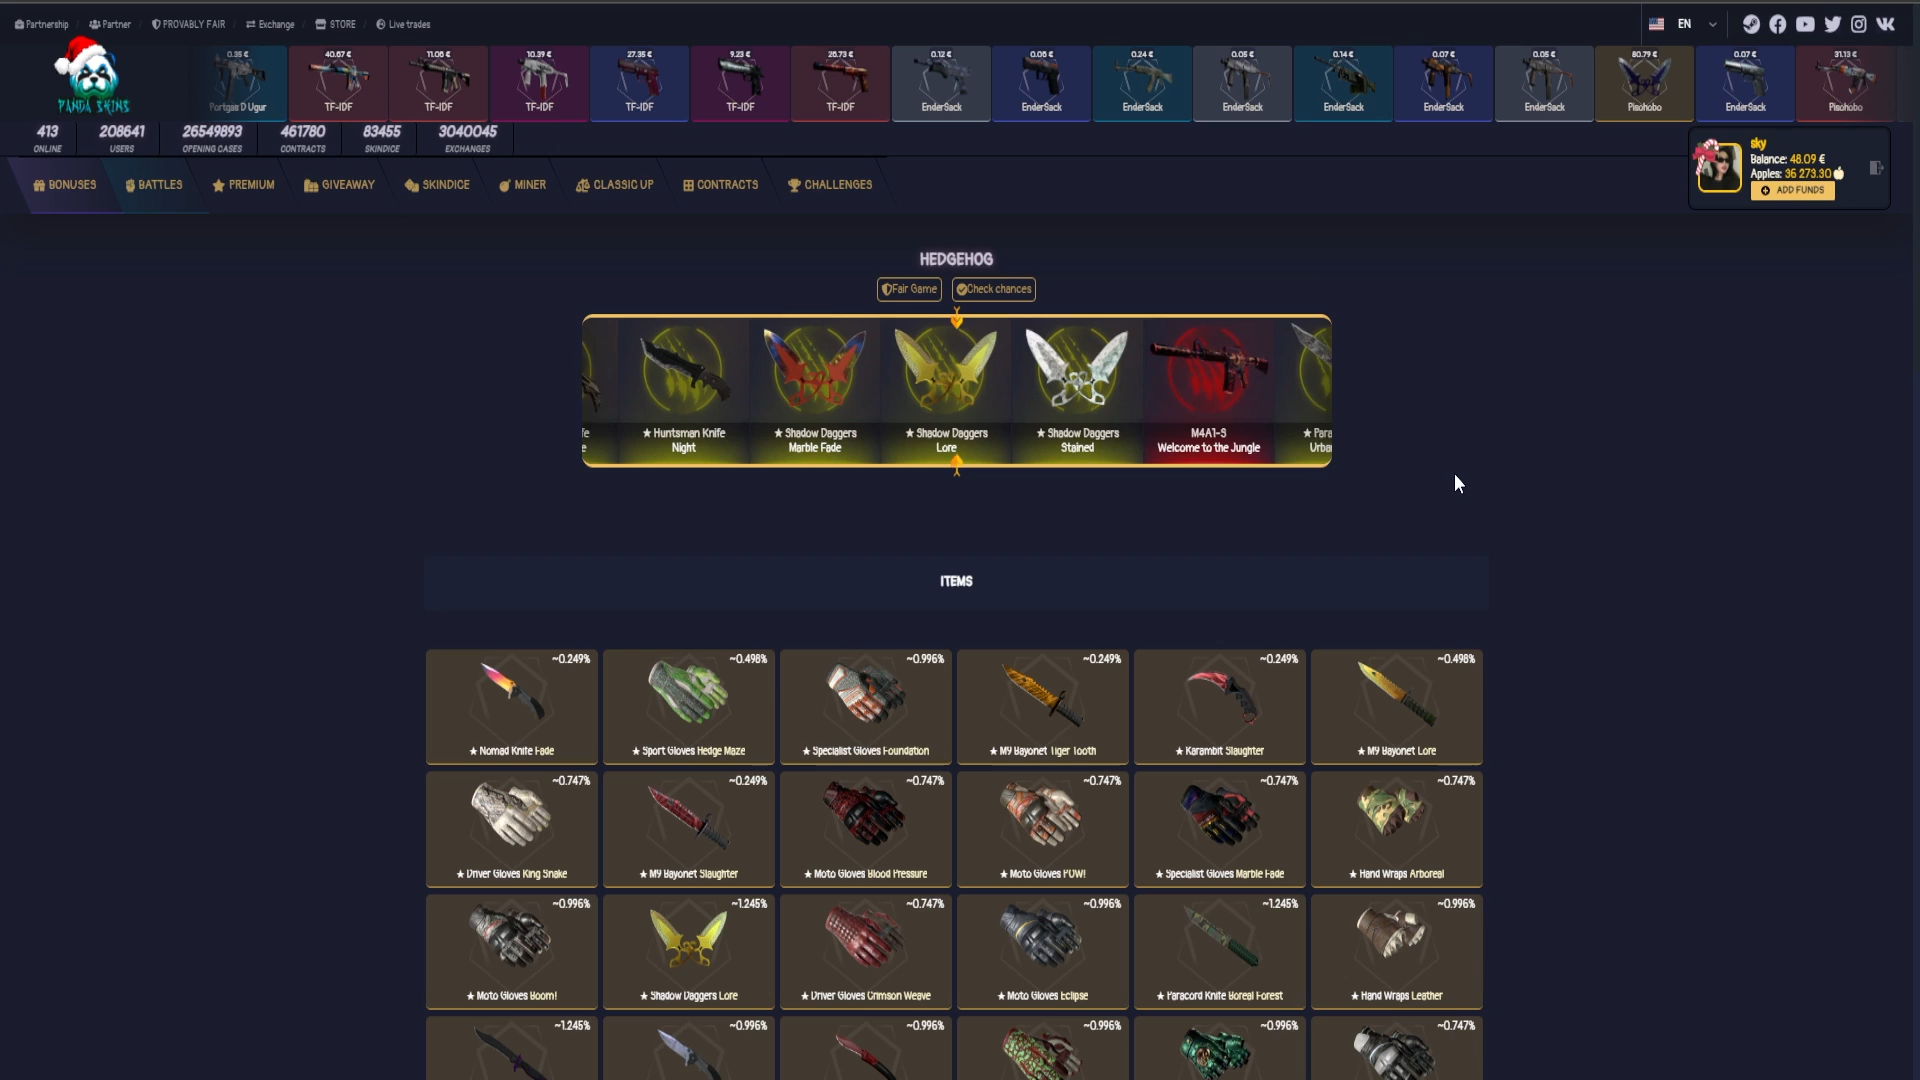 Partnership / Partner / PROVABLY FAIR / Exchange / STORE / Live trades
EN
PANDA SKINS
0.35 € 40.67 € 11.06 € 10.39 € 27.35 € 9.23 € 26.73 € 0.12 € 0.06 € 0.24 € 0.05 € 0.14 € 0.07 € 0.05 € 80.79 € 0.07 € 31.13 €
Portgas D Ugur TF-IDF TF-IDF TF-IDF TF-IDF TF-IDF TF-IDF EnderSack EnderSack EnderSack EnderSack EnderSack EnderSack EnderSack Pisohobo EnderSack Pisohobo
413 208641 26549893 461780 83455 3040045
ONLINE USERS OPENING CASES CONTRACTS SKINDICE EXCHANGES
sky
Balance: 48.09 €
Apples: 36 273.30
ADD FUNDS
BONUSES BATTLES PREMIUM GIVEAWAY SKINDICE MINER CLASSIC UP CONTRACTS CHALLENGES
HEDGEHOG
Fair Game Check chances
fe ★ Huntsman Knife ★ Shadow Daggers ★ Shadow Daggers ★ Shadow Daggers M4A1-S ★ Para
e Night Marble Fade Lore Stained Welcome to the Jungle Urba
ITEMS
~0.249% ~0.498% ~0.996% ~0.249% ~0.249% ~0.498%
★ Nomad Knife Fade ★ Sport Gloves Hedge Maze ★ Specialist Gloves Foundation ★ M9 Bayonet Tiger Tooth ★ Karambit Slaughter ★ M9 Bayonet Lore
~0.747% ~0.249% ~0.747% ~0.747% ~0.747% ~0.747%
★ Driver Gloves King Snake ★ M9 Bayonet Slaughter ★ Moto Gloves Blood Pressure ★ Moto Gloves POW! ★ Specialist Gloves Marble Fade ★ Hand Wraps Arboreal
~0.996% ~1.245% ~0.747% ~0.996% ~1.245% ~0.996%
★ Moto Gloves Boom! ★ Shadow Daggers Lore ★ Driver Gloves Crimson Weave ★ Moto Gloves Eclipse ★ Paracord Knife Boreal Forest ★ Hand Wraps Leather
~1.245% ~0.996% ~0.996% ~0.996% ~0.996% ~0.747%